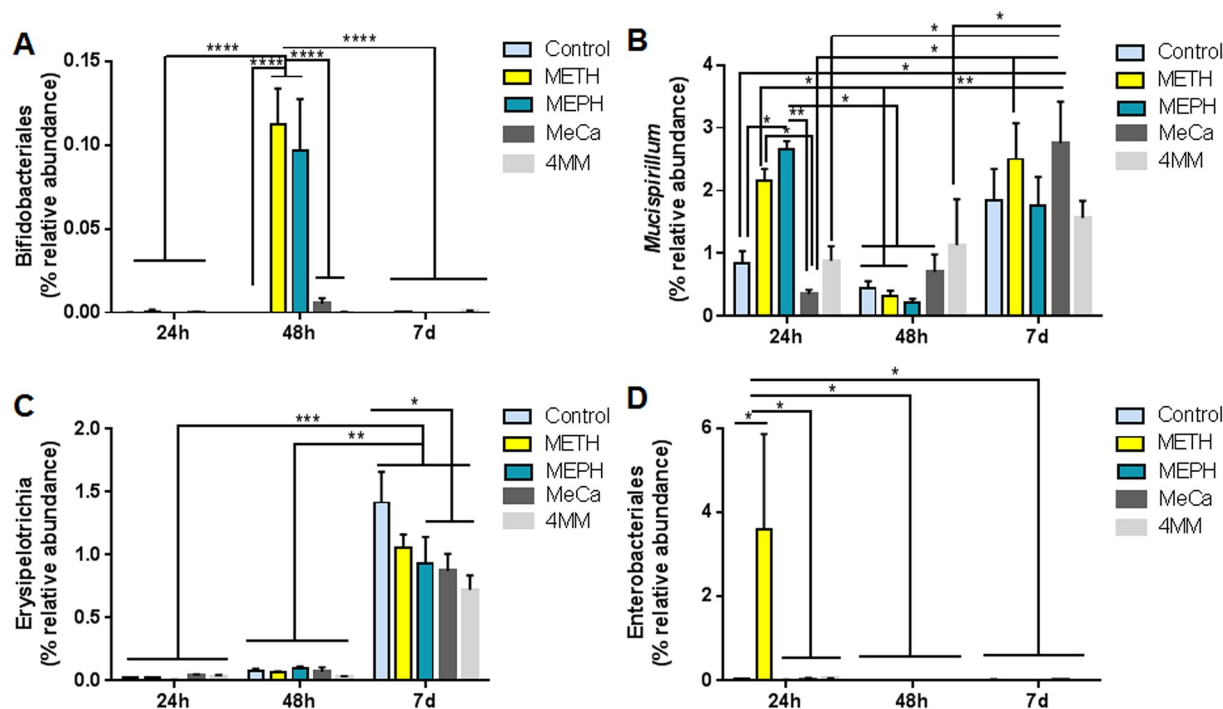 A
Bifidobacteriales
(% relative abundance)
0.15
0.10
0.05
0.00
****
****
****
****
24h
48h
7d
Control
METH
MEPH
MeCa
4MM
B
Mucispirillum
(% relative abundance)
4
3
2
1
0
*
*
*
*
*
**
*
*
**
*
24h
48h
7d
Control
METH
MEPH
MeCa
4MM
C
Erysipelotrichia
(% relative abundance)
2.0
1.5
1.0
0.5
0.0
***
**
*
24h
48h
7d
Control
METH
MEPH
MeCa
4MM
D
Enterobacteriales
(% relative abundance)
6
4
2
0
*
*
*
*
24h
48h
7d
Control
METH
MEPH
MeCa
4MM